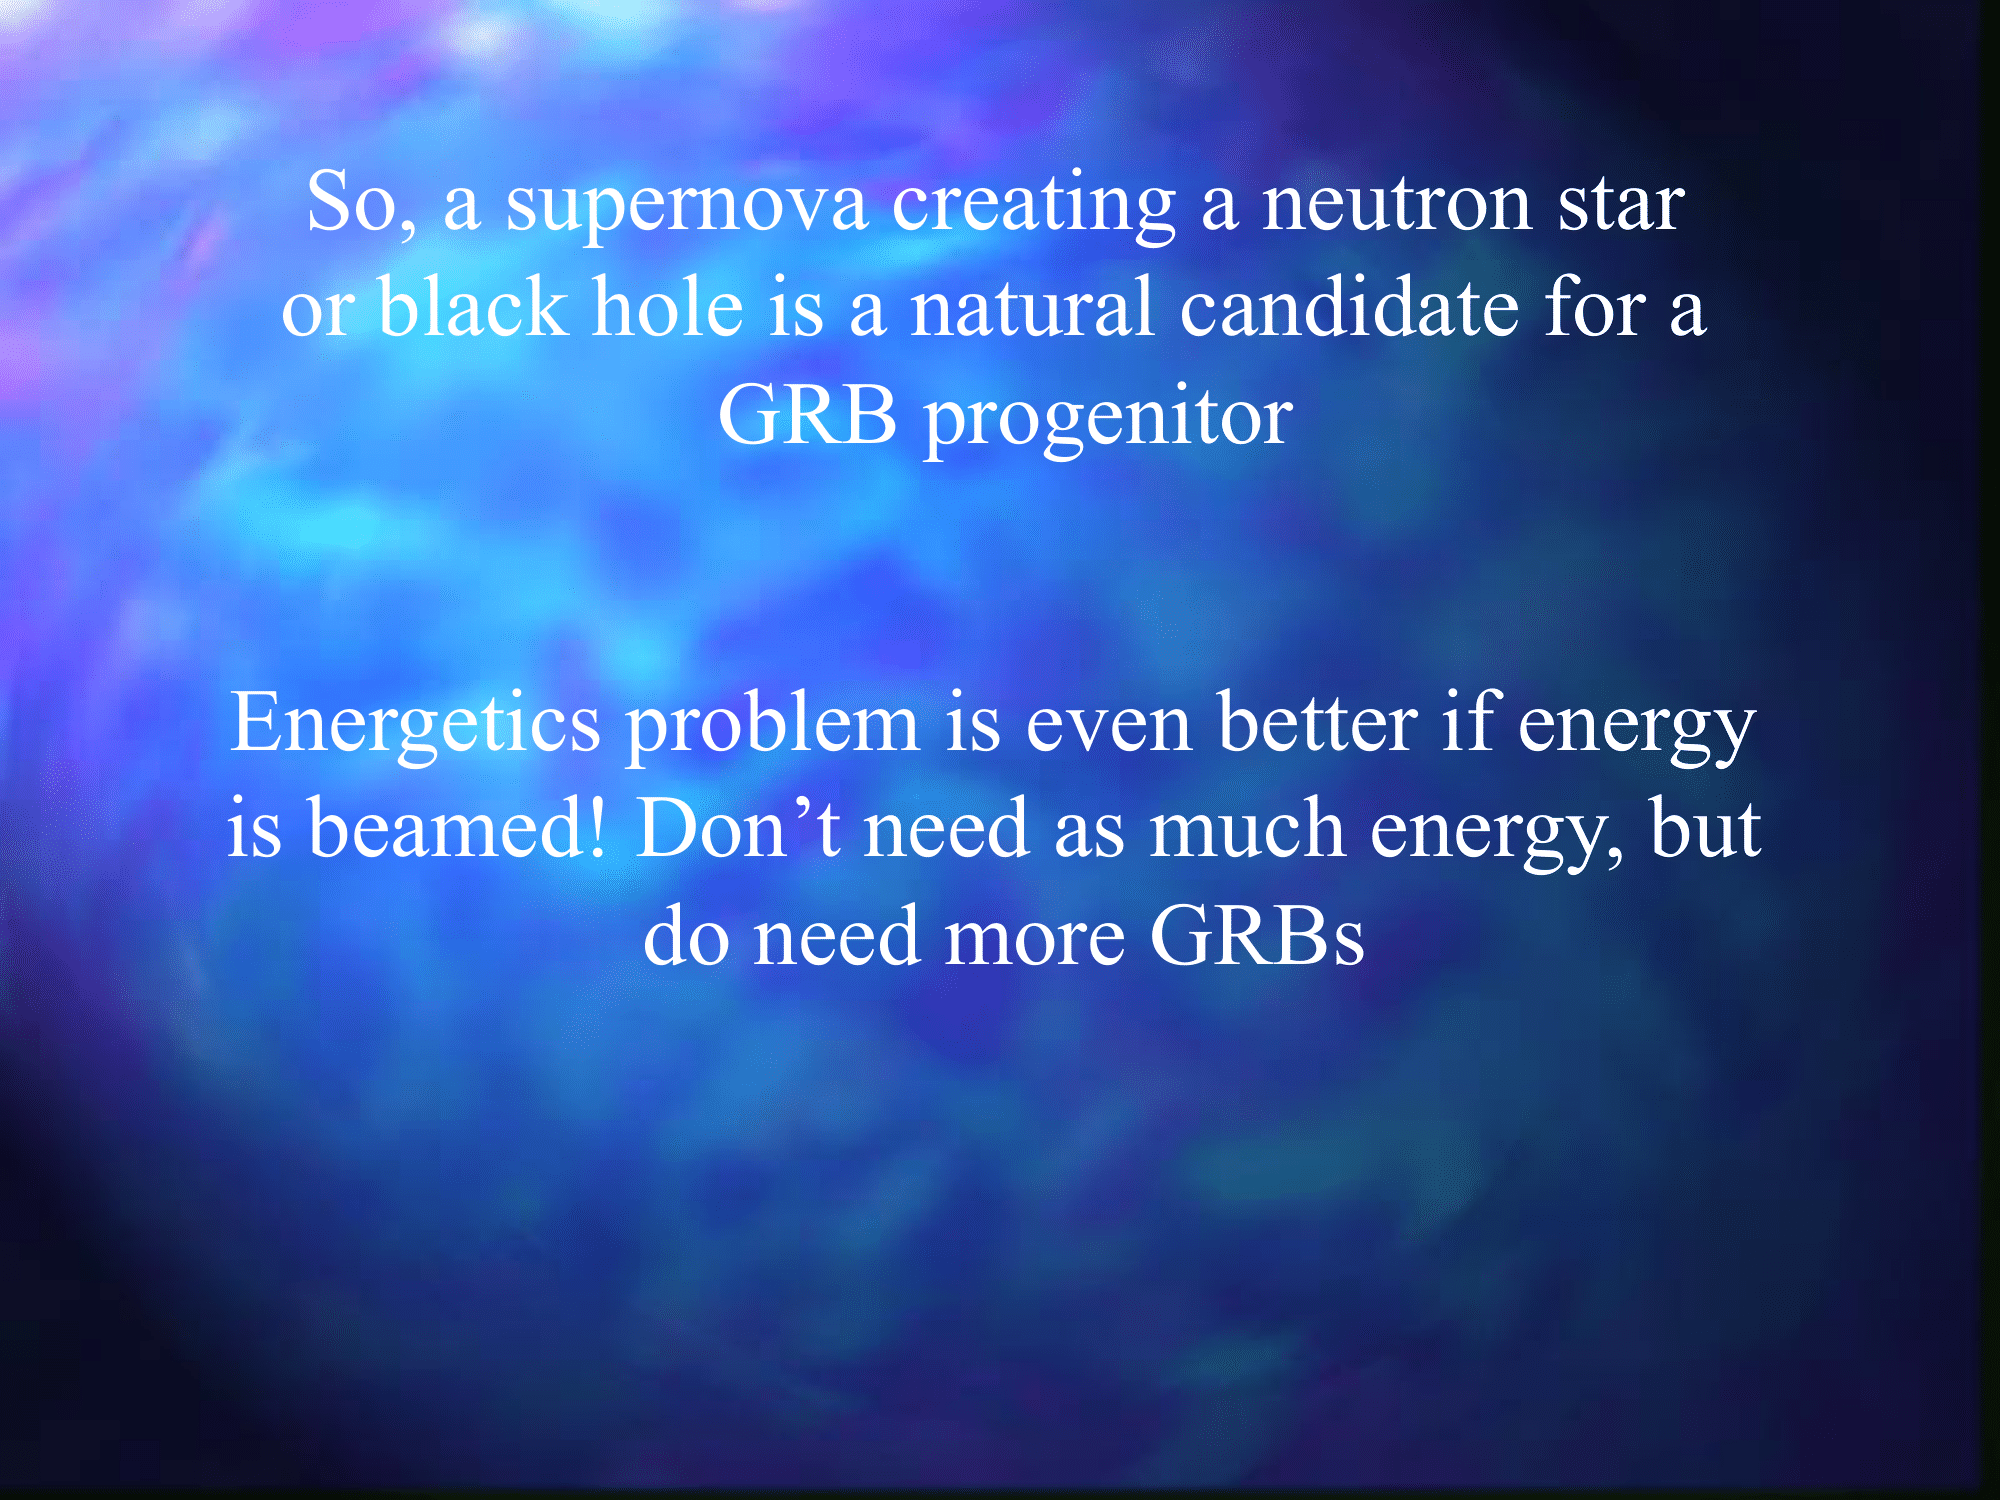 So, a supernova creating a neutron star
or black hole is a natural candidate for a
GRB progenitor
Energetics problem is even better if energy
is beamed! Don’t need as much energy, but
do need more GRBs